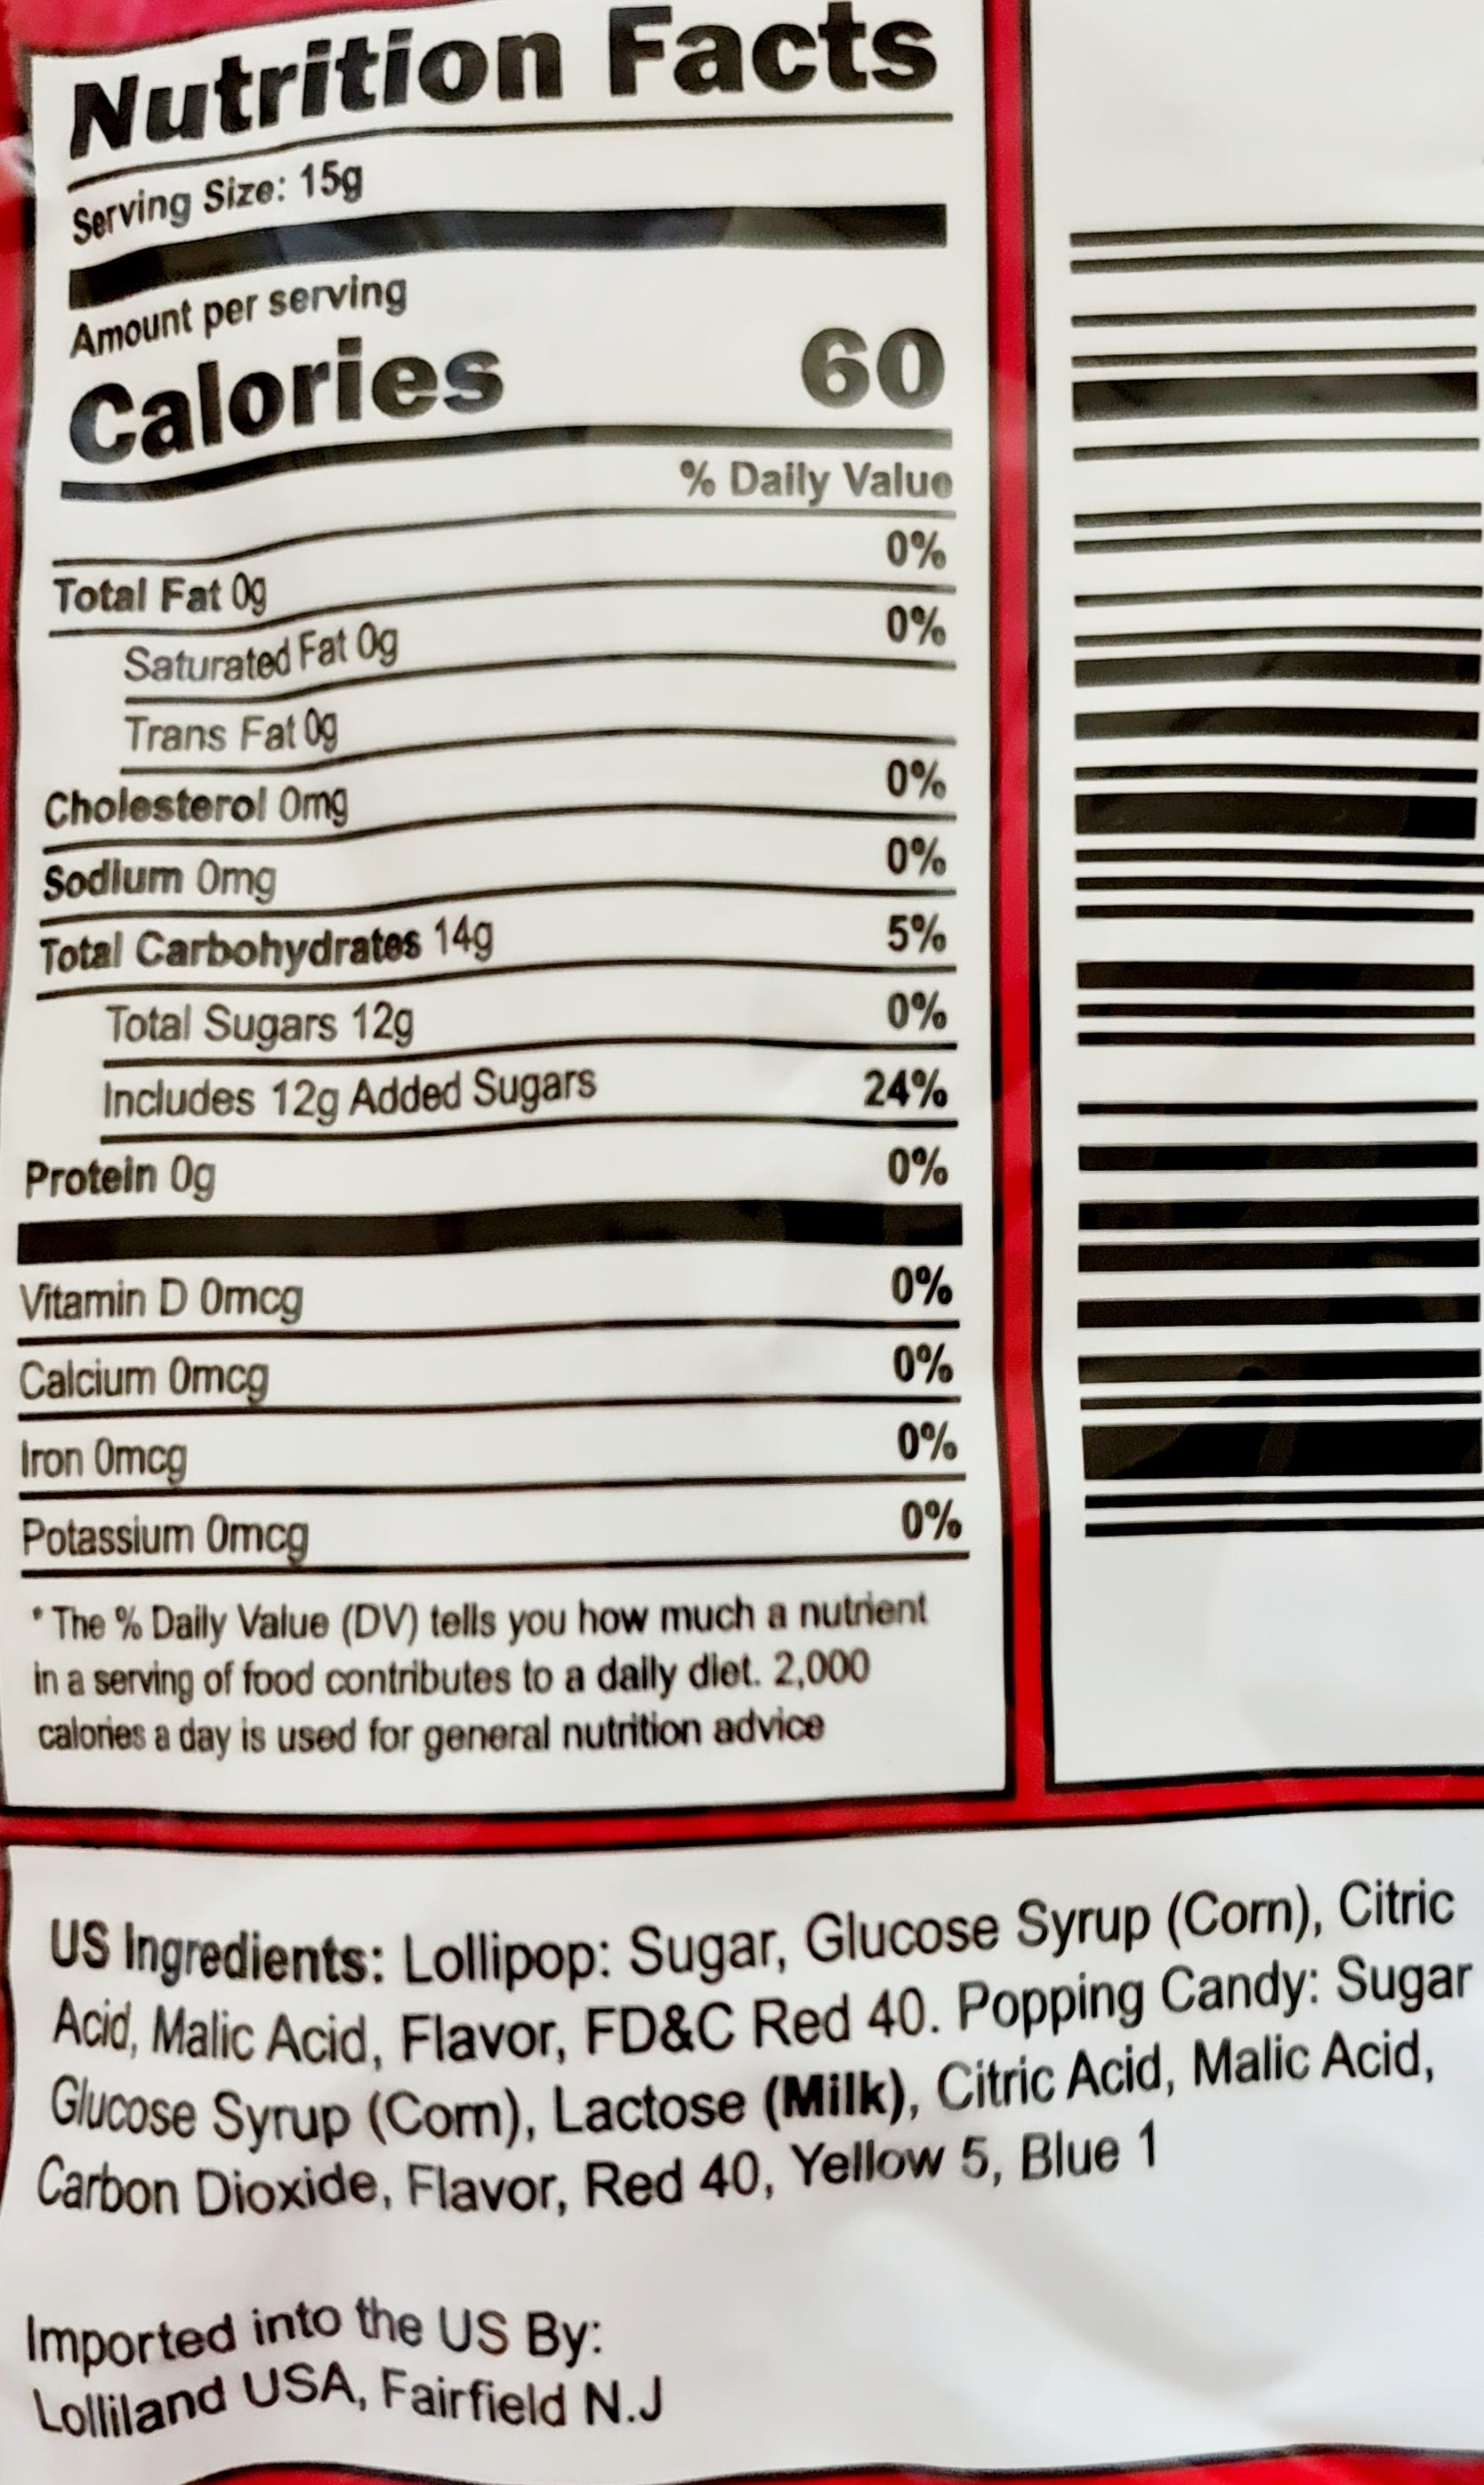 Nutrition Facts
Serving Size: 15g
Amount per serving
Calories 60
% Daily Value
Total Fat 0g 0%
Saturated Fat 0g 0%
Trans Fat 0g
Cholesterol 0mg 0%
Sodium 0mg 0%
Total Carbohydrates 14g 5%
Total Sugars 12g 0%
Includes 12g Added Sugars 24%
Protein 0g 0%
Vitamin D 0mcg 0%
Calcium 0mcg 0%
Iron 0mcg 0%
Potassium 0mcg 0%
* The % Daily Value (DV) tells you how much a nutrient
in a serving of food contributes to a daily diet. 2,000
calories a day is used for general nutrition advice
US Ingredients: Lollipop: Sugar, Glucose Syrup (Corn), Citric
Acid, Malic Acid, Flavor, FD&C Red 40. Popping Candy: Sugar
Glucose Syrup (Corn), Lactose (Milk), Citric Acid, Malic Acid,
Carbon Dioxide, Flavor, Red 40, Yellow 5, Blue 1
Imported into the US By:
Lolliland USA, Fairfield N.J